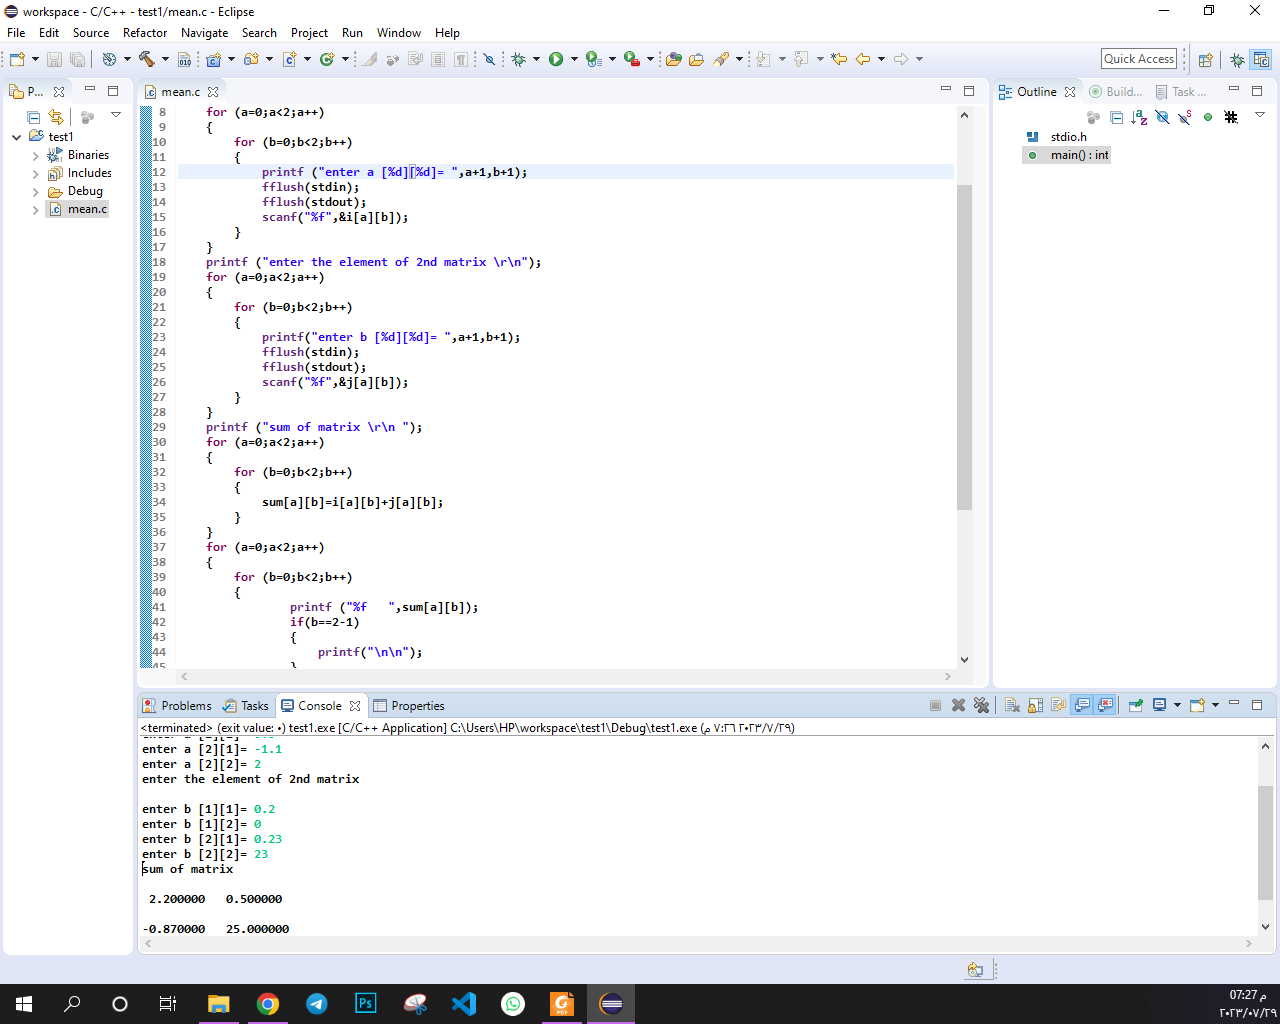 workspace - C/C++ - test1/mean.c - Eclipse
File Edit Source Refactor Navigate Search Project Run Window Help
Quick Access
P...
test1
Binaries
Includes
Debug
mean.c
mean.c
8 for (a=0;a<2;a++)
9 {
10 for (b=0;b<2;b++)
11 {
12 printf ("enter a [%d][%d]= ",a+1,b+1);
13 fflush(stdin);
14 fflush(stdout);
15 scanf("%f",&i[a][b]);
16 }
17 }
18 printf ("enter the element of 2nd matrix \r\n");
19 for (a=0;a<2;a++)
20 {
21 for (b=0;b<2;b++)
22 {
23 printf("enter b [%d][%d]= ",a+1,b+1);
24 fflush(stdin);
25 fflush(stdout);
26 scanf("%f",&j[a][b]);
27 }
28 }
29 printf ("sum of matrix \r\n ");
30 for (a=0;a<2;a++)
31 {
32 for (b=0;b<2;b++)
33 {
34 sum[a][b]=i[a][b]+j[a][b];
35 }
36 }
37 for (a=0;a<2;a++)
38 {
39 for (b=0;b<2;b++)
40 {
41 printf ("%f   ",sum[a][b]);
42 if(b==2-1)
43 {
44 printf("\n\n");
45 }
Outline Build... Task ...
stdio.h
main() : int
Problems Tasks Console Properties
<terminated> (exit value: ٠) test1.exe [C/C++ Application] C:\Users\HP\workspace\test1\Debug\test1.exe (٢٠٢٣/٧/٢٩ ٧:٢٦ م)
enter a [2][1]= -1.1
enter a [2][2]= 2
enter the element of 2nd matrix
enter b [1][1]= 0.2
enter b [1][2]= 0
enter b [2][1]= 0.23
enter b [2][2]= 23
sum of matrix
2.200000   0.500000
-0.870000   25.000000
Ps
PDF
07:27 م
٢٠٢٣/٠٧/٢٩